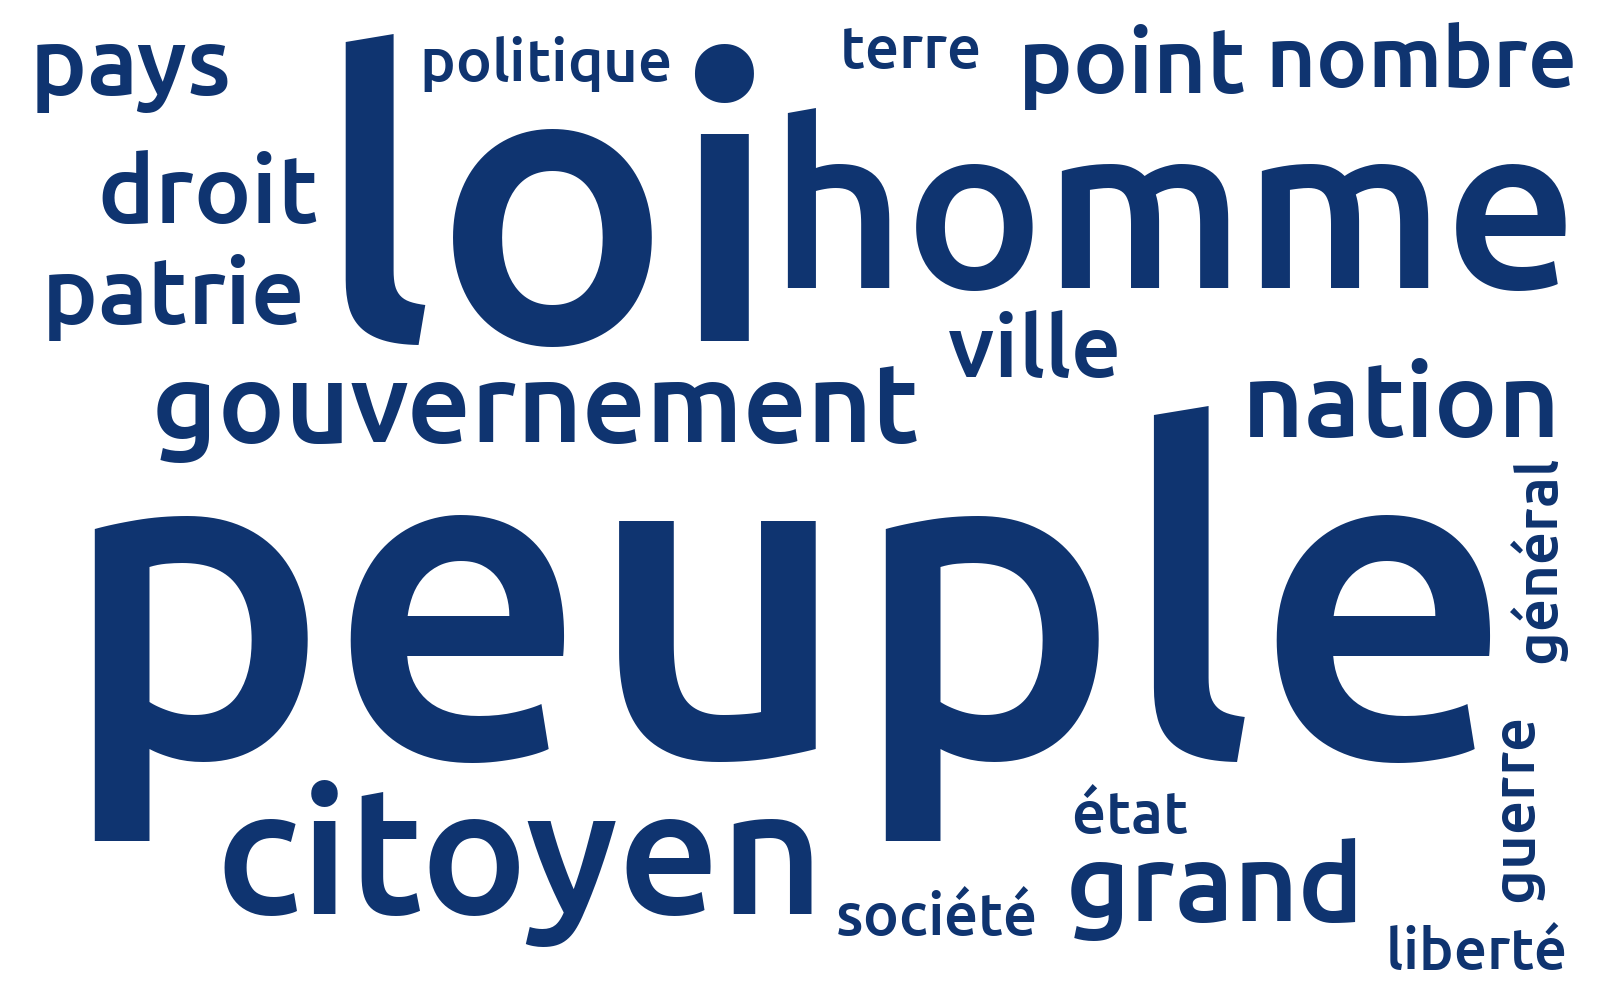 pays
politique
terre
point
nombre
droit
loi
homme
patrie
ville
gouvernement
nation
peuple
général
citoyen
état
guerre
grand
société
liberté